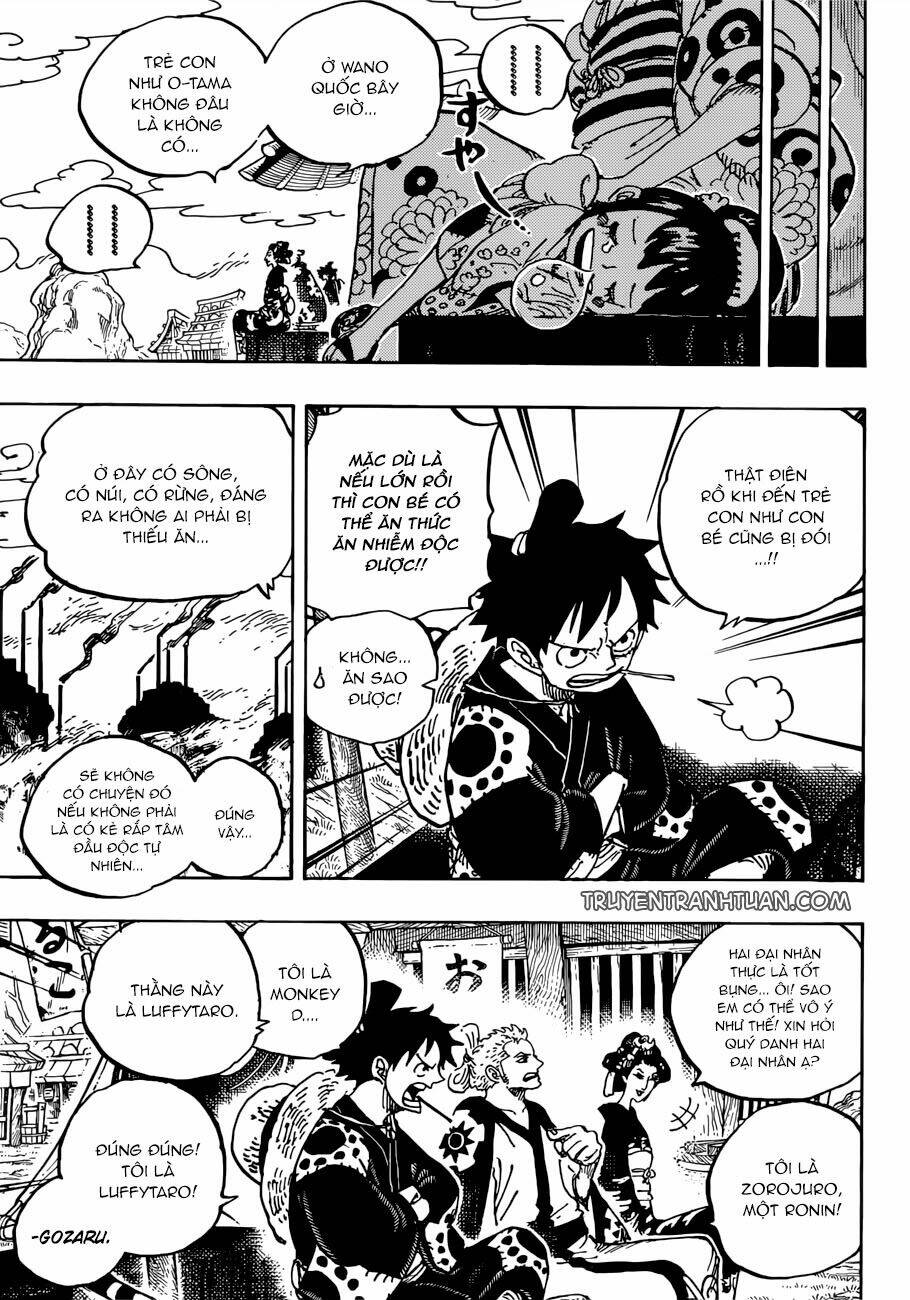 Ở WANO
QUỐC BÂY
GIỜ...
TRẺ CON
NHƯ O-TAMA
KHÔNG ĐÂU
LÀ KHÔNG
CÓ...
すやっ
THẬT ĐIÊN
RỒ KHI ĐẾN TRẺ
CON NHƯ CON
BÉ CŨNG BỊ ĐÓI
...!!
MẶC DÙ LÀ
NẾU LỚN RỒI
THÌ CON BÉ CÓ
THỂ ĂN THỨC
ĂN NHIỄM ĐỘC
ĐƯỢC!!
KHÔNG...
ĂN SAO
ĐƯỢC!
Ở ĐÂY CÓ SÔNG,
CÓ NÚI, CÓ RỪNG, ĐÁNG
RA KHÔNG AI PHẢI BỊ
THIẾU ĂN...
ĐÚNG
VẬY...
SẼ KHÔNG
CÓ CHUYỆN ĐÓ
NẾU KHÔNG PHẢI
LÀ CÓ KẺ RẮP TÂM
ĐẦU ĐỘC TỰ
NHIÊN...
TRUYENTRANHTUAN.COM
HAI ĐẠI NHÂN
THỰC LÀ TỐT
BỤNG... ÔI! SAO
EM CÓ THỂ VÔ Ý
NHƯ THẾ! XIN HỎI
QUÝ DANH HAI
ĐẠI NHÂN Ạ?
TÔI LÀ
ZOROJURO,
MỘT RONIN!
お
TÔI LÀ
MONKEY
D....
THẰNG NÀY
LÀ LUFFYTARO.
ĐÚNG ĐÚNG!
TÔI LÀ
LUFFYTARO!
-GOZARU.